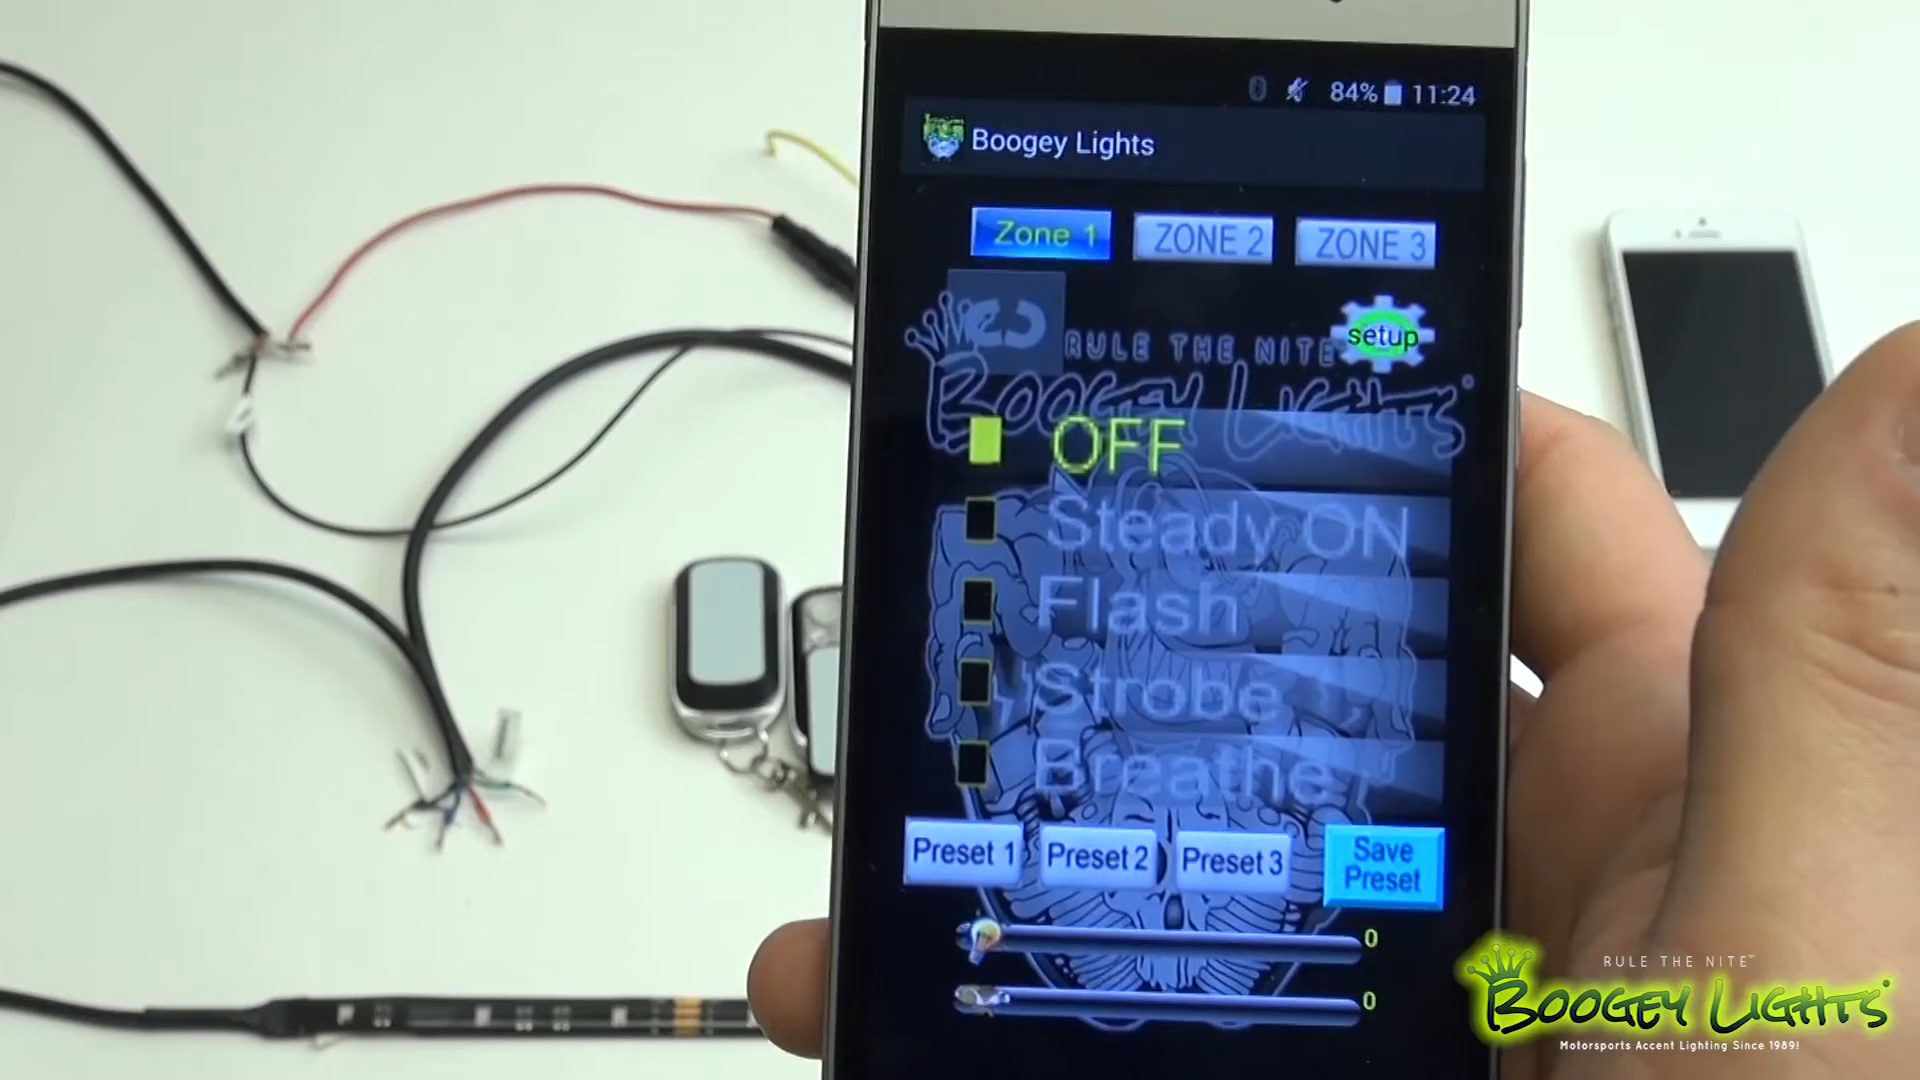 84% 11:24
Boogey Lights
Zone 1 ZONE 2 ZONE 3
setup
RULE THE NITE
BOOGEY LIGHTS®
OFF
Steady ON
Flash
Strobe
Breathe
Preset 1 Preset 2 Preset 3 Save Preset
0
0
RULE THE NITE™
BOOGEY LIGHTS®
Motorsports Accent Lighting Since 1989!